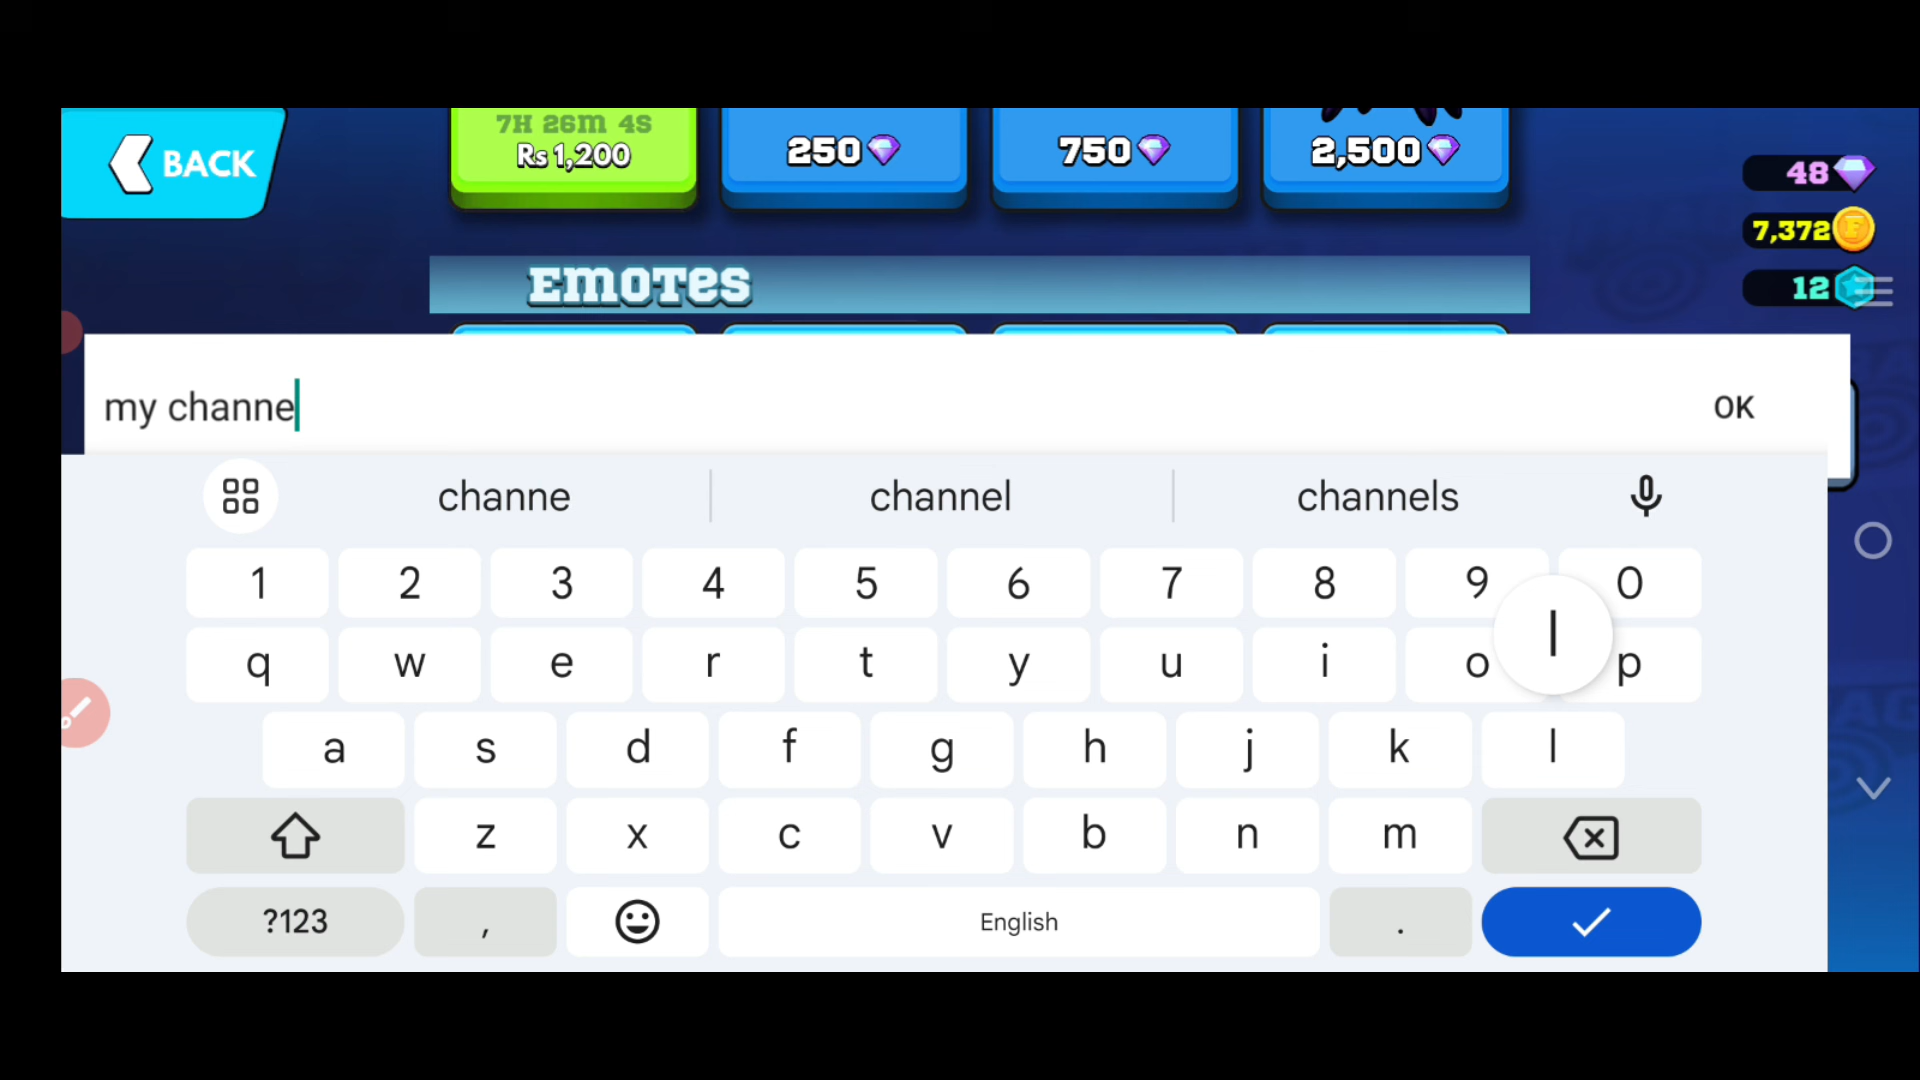 BACK
7H 26m 4S
Rs 1,200
250
750
2,500
48
7,372
12
EMOTES
my channe
OK
channe channel channels
1 2 3 4 5 6 7 8 9 0
l
q w e r t y u i o p
a s d f g h j k l
z x c v b n m
?123 , English .